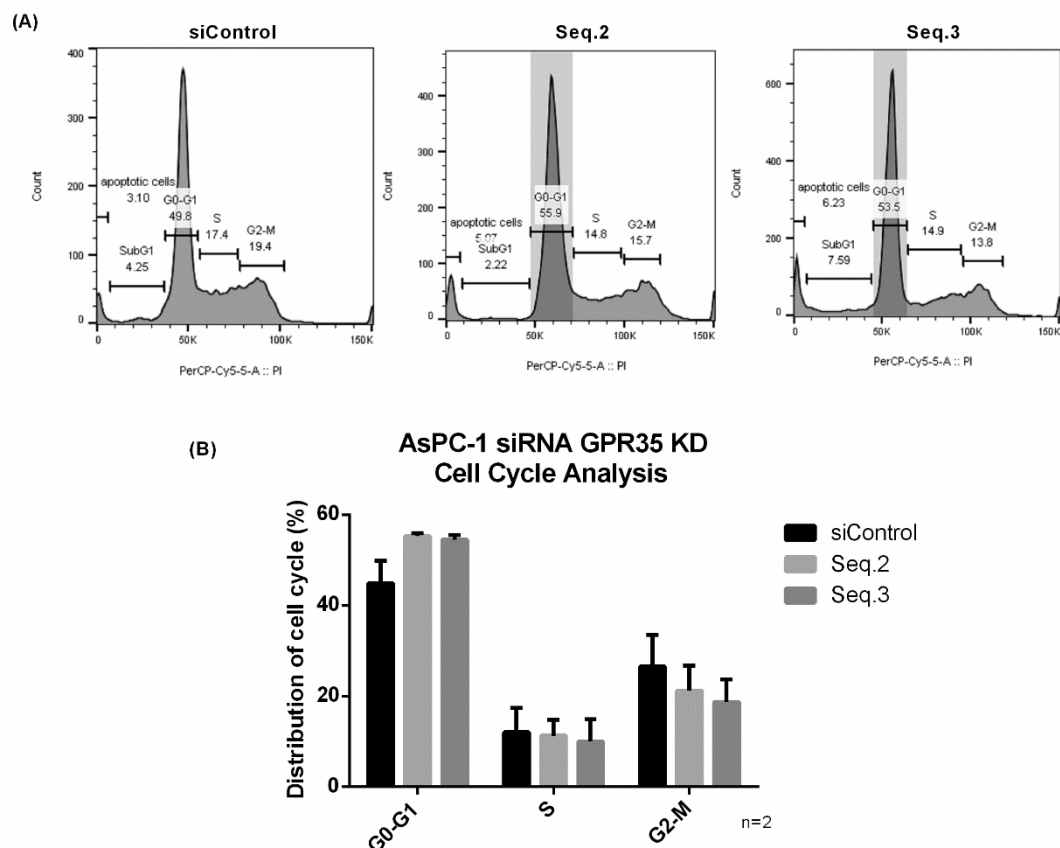 (A)
siControl
Seq.2
Seq.3
400
300
200
100
0
Count
apoptotic cells
3.10
G0-G1
49.8
S
17.4
G2-M
19.4
SubG1
4.25
0
50K
100K
150K
PerCP-Cy5-5-A :: PI
400
300
200
100
0
Count
apoptotic cells
5.07
G0-G1
55.9
S
14.8
G2-M
15.7
SubG1
2.22
0
50K
100K
150K
PerCP-Cy5-5-A :: PI
600
400
200
0
Count
apoptotic cells
6.23
G0-G1
53.5
S
14.9
G2-M
13.8
SubG1
7.59
0
50K
100K
150K
PerCP-Cy5-5-A :: PI
(B)
AsPC-1 siRNA GPR35 KD
Cell Cycle Analysis
Distribution of cell cycle (%)
60
40
20
0
G0-G1
S
G2-M
n=2
siControl
Seq.2
Seq.3